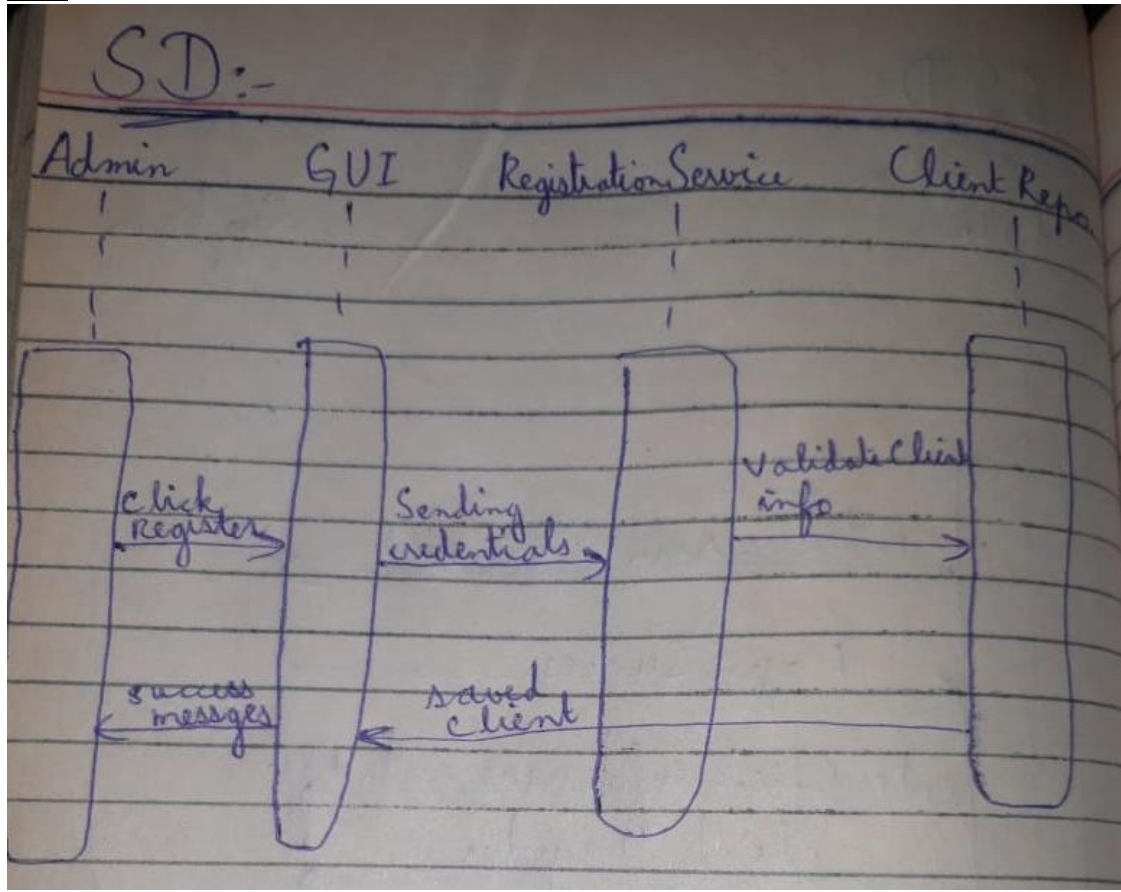 SD:-
Admin GUI Registration Service Client Repo
Click
Register
Sending
credentials
Validate Client
info
success
messges
saved
client